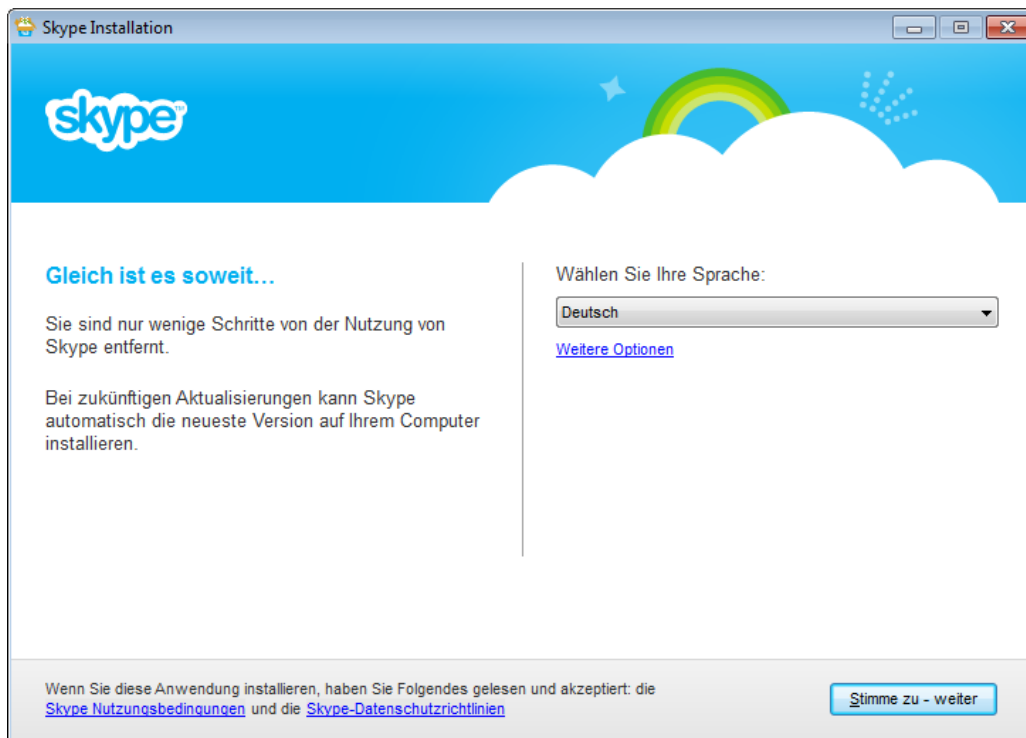 Skype Installation
skype™
Gleich ist es soweit...
Sie sind nur wenige Schritte von der Nutzung von
Skype entfernt.
Bei zukünftigen Aktualisierungen kann Skype
automatisch die neueste Version auf Ihrem Computer
installieren.
Wählen Sie Ihre Sprache:
Deutsch
Weitere Optionen
Wenn Sie diese Anwendung installieren, haben Sie Folgendes gelesen und akzeptiert: die
Skype Nutzungsbedingungen und die Skype-Datenschutzrichtlinien
Stimme zu - weiter